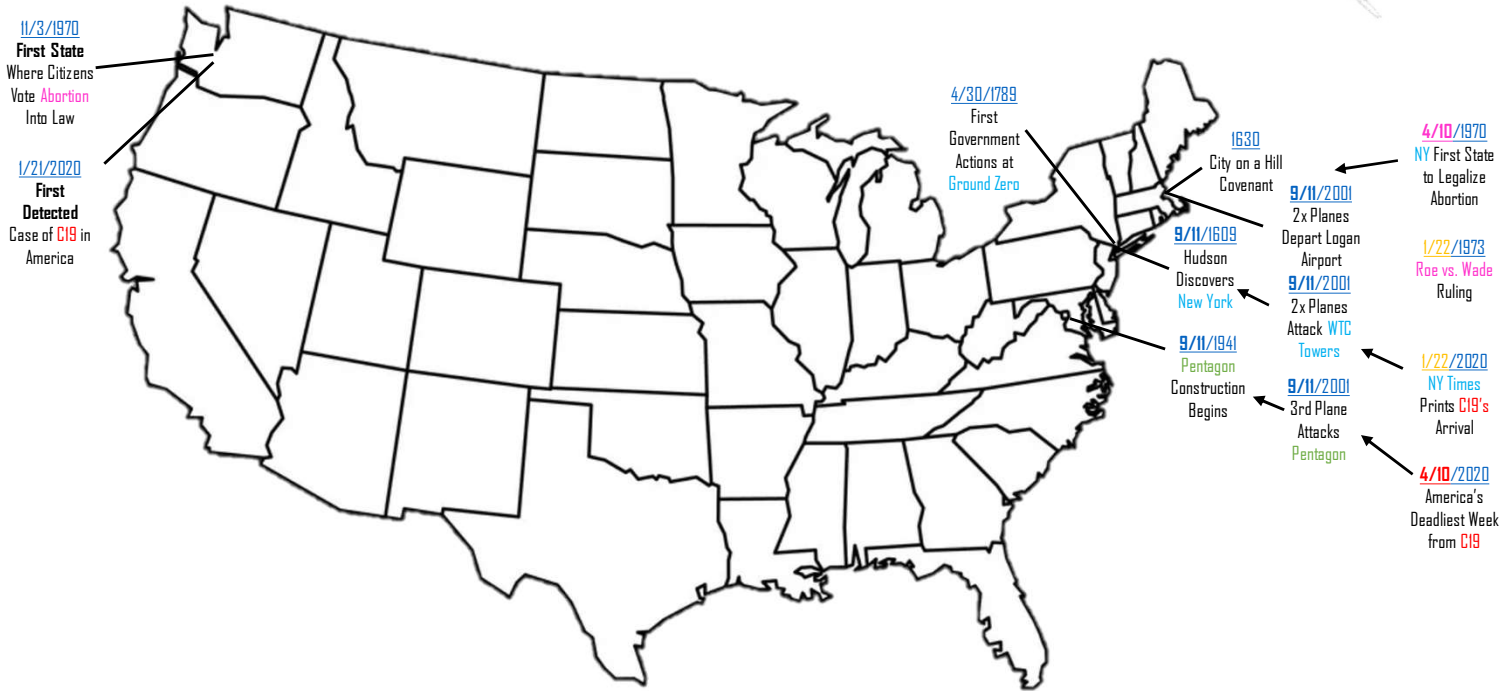 11/3/1970
First State
Where Citizens
Vote Abortion
Into Law
1/21/2020
First
Detected
Case of C19 in
America
4/30/1789
First
Government
Actions at
Ground Zero
1630
City on a Hill
Covenant
9/11/2001
2x Planes
Depart Logan
Airport
9/11/1609
Hudson
Discovers
New York
9/11/2001
2x Planes
Attack WTC
Towers
9/11/1941
Pentagon
Construction
Begins
9/11/2001
3rd Plane
Attacks
Pentagon
4/10/1970
NY First State
to Legalize
Abortion
1/22/1973
Roe vs. Wade
Ruling
1/22/2020
NY Times
Prints C19's
Arrival
4/10/2020
America's
Deadliest Week
from C19